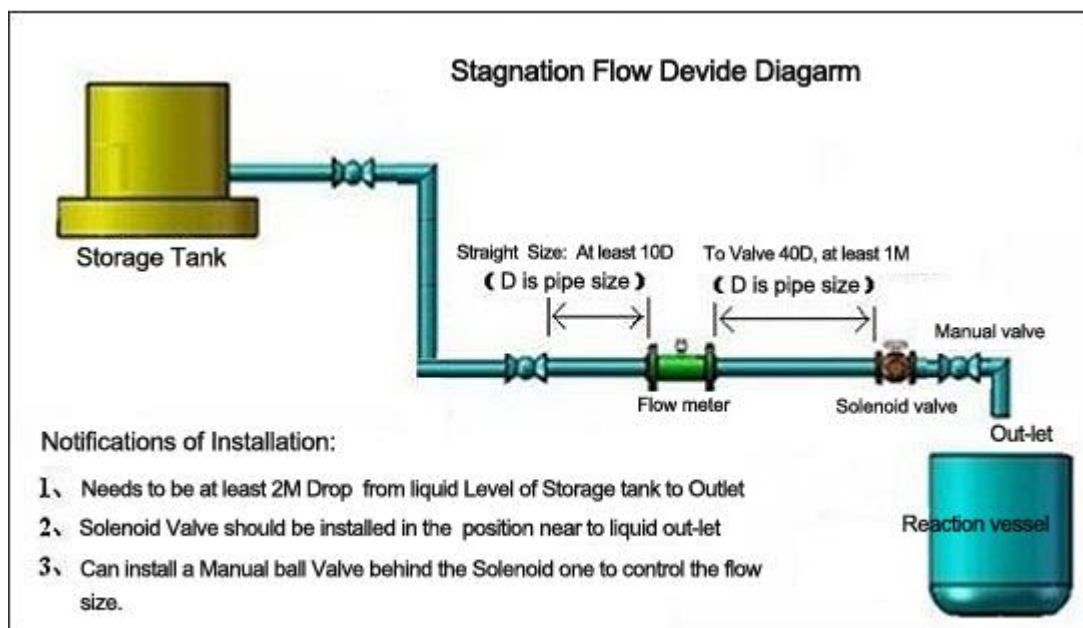 Stagnation Flow Devide Diagarm
Storage Tank
Straight Size: At least 10D
( D is pipe size )
To Valve 40D, at least 1M
( D is pipe size )
Manual valve
Flow meter
Solenoid valve
Out-let
Reaction vessel
Notifications of Installation:
1、 Needs to be at least 2M Drop from liquid Level of Storage tank to Outlet
2、 Solenoid Valve should be installed in the position near to liquid out-let
3、 Can install a Manual ball Valve behind the Solenoid one to control the flow
size.